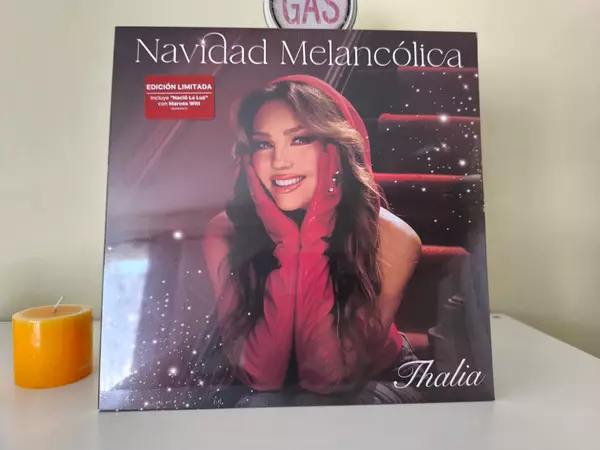 GAS
Navidad Melancólica
EDICIÓN LIMITADA
Incluye "Nació La Luz"
con Marcos Witt
Thalia